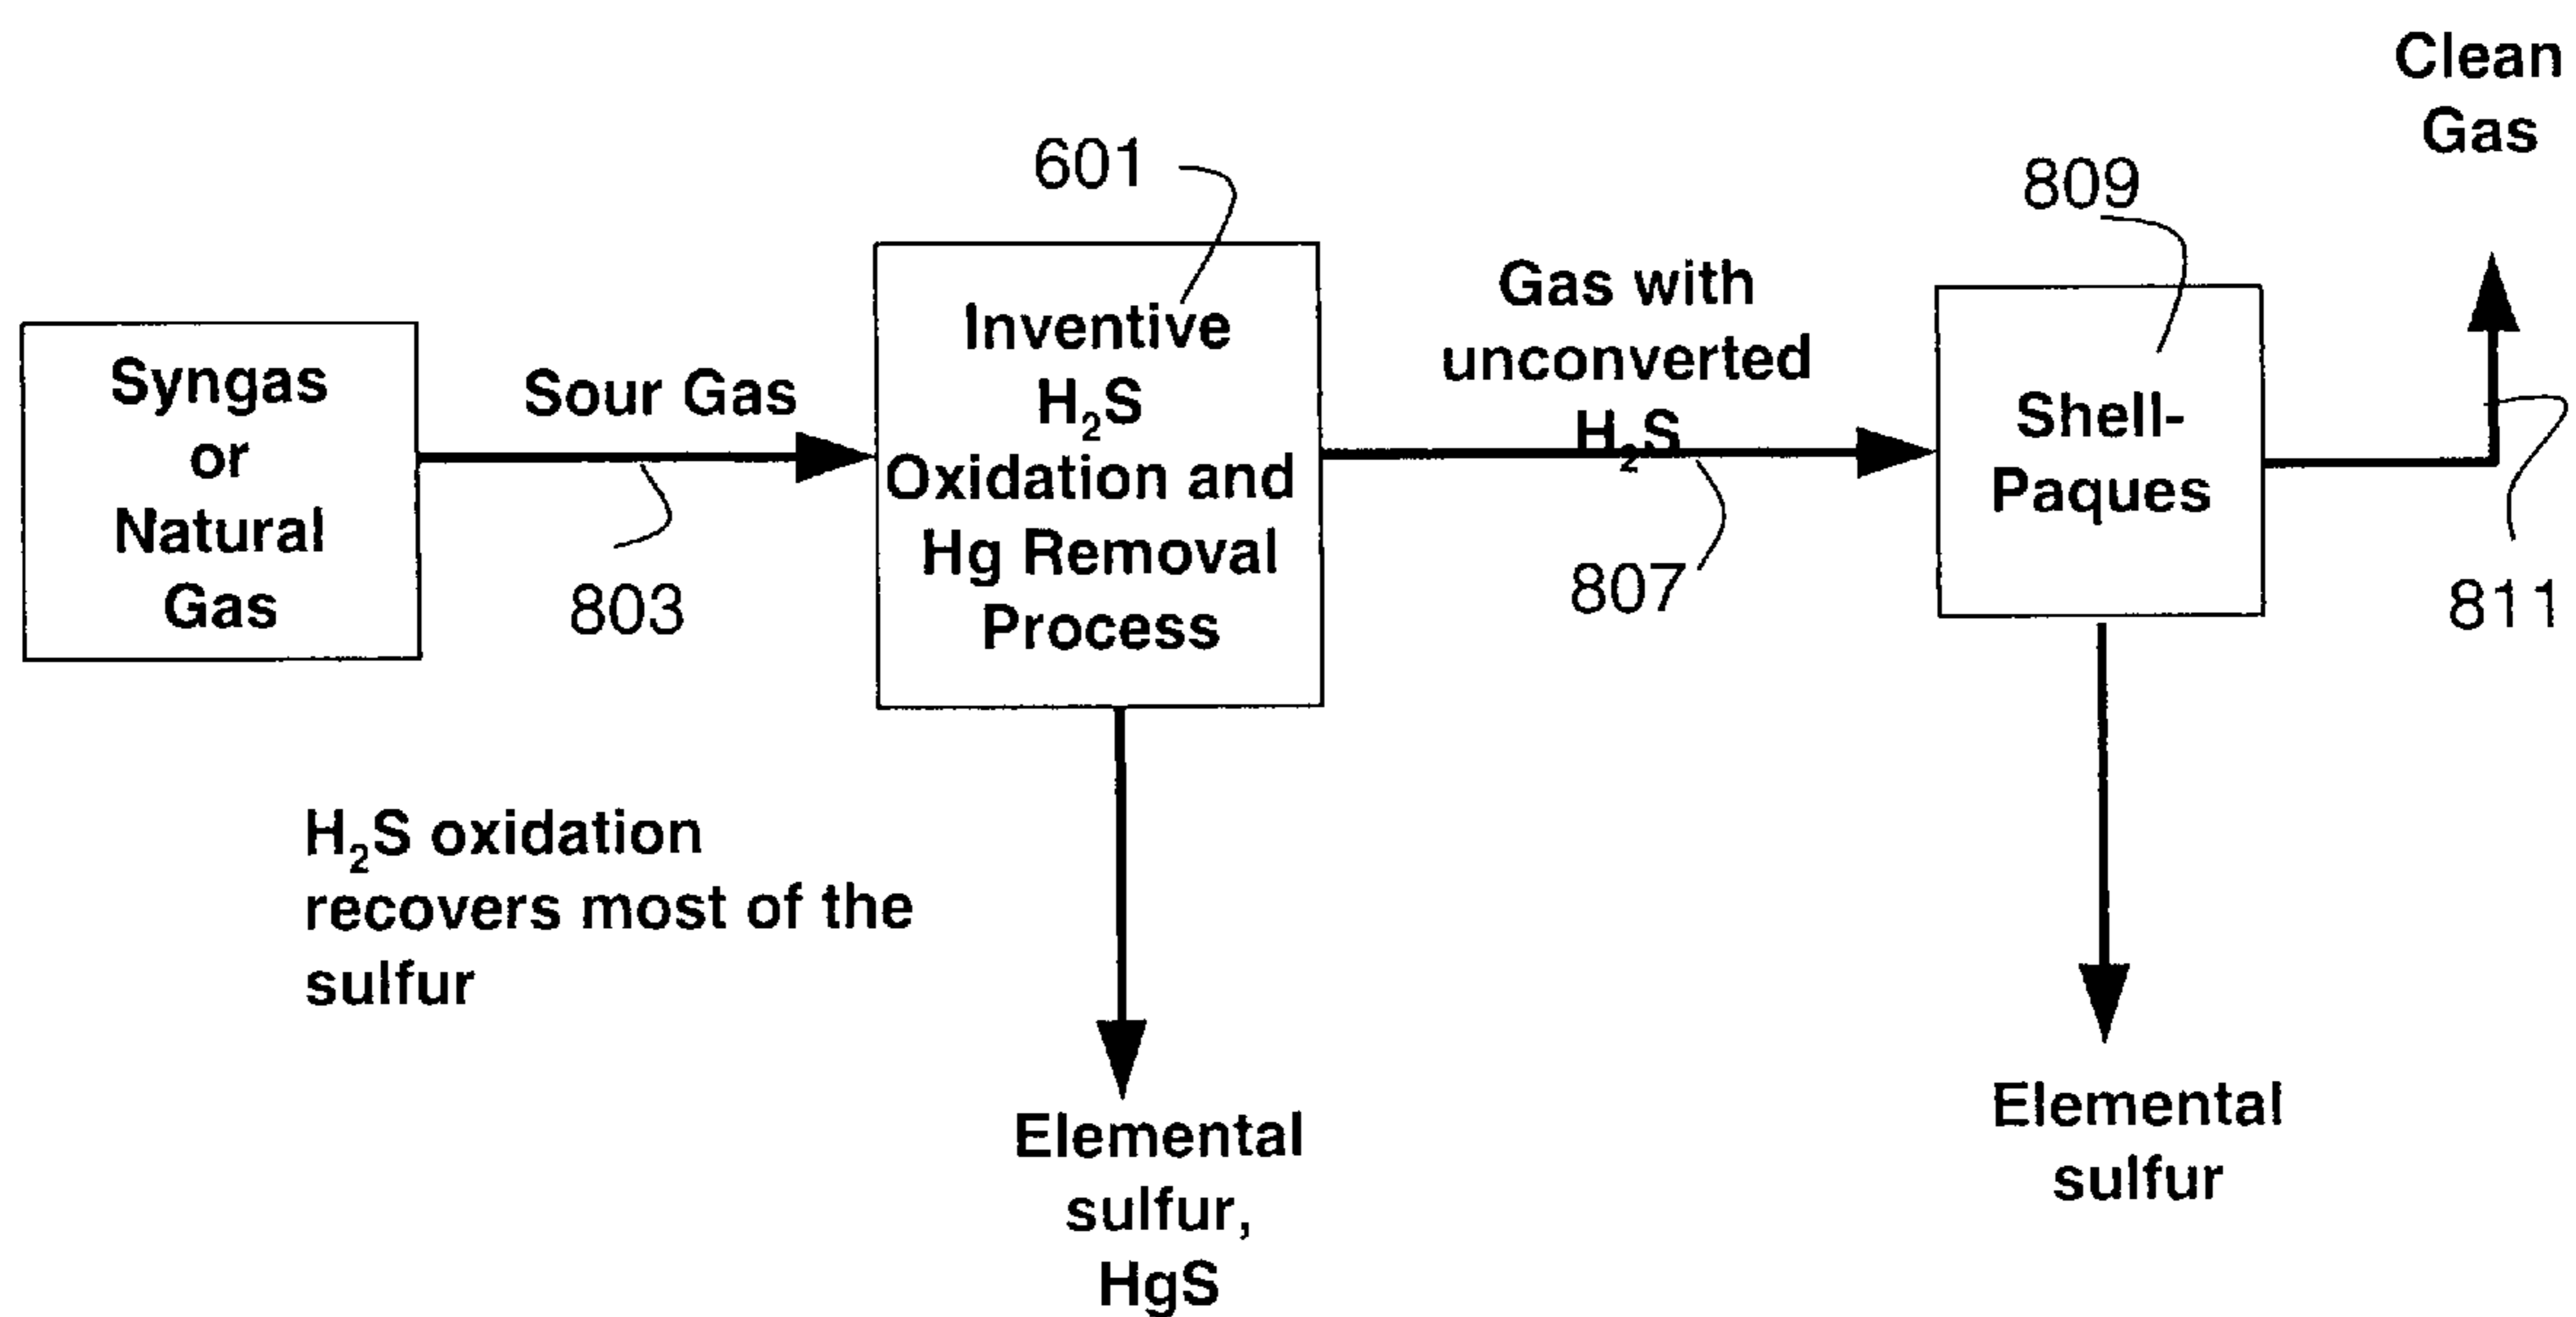 Clean
Gas
601
809
Syngas
or
Natural
Gas
Sour Gas
803
Inventive
H₂S
Oxidation and
Hg Removal
Process
Gas with
unconverted
H₂S
807
Shell-
Paques
811
H₂S oxidation
recovers most of the
sulfur
Elemental
sulfur,
HgS
Elemental
sulfur